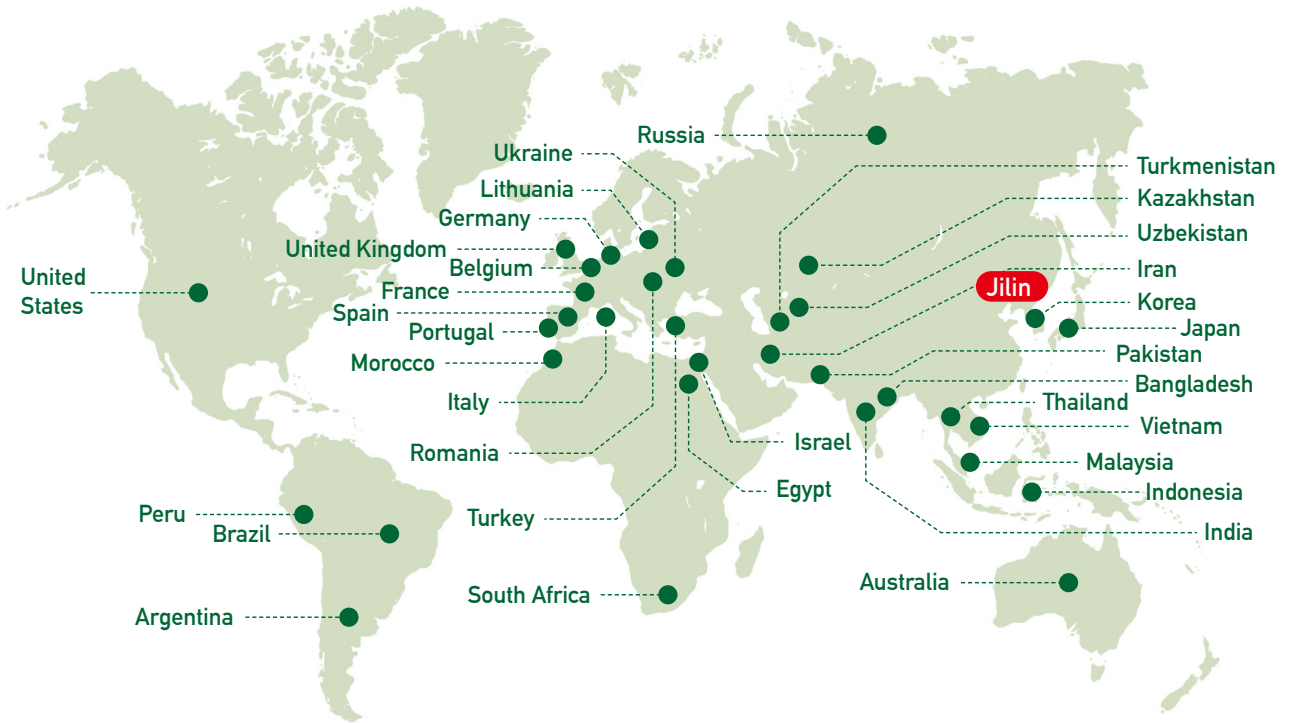 Russia
Ukraine
Turkmenistan
Lithuania
Kazakhstan
Germany
Uzbekistan
United Kingdom
Belgium
Iran
United
States
Jilin
France
Korea
Spain
Portugal
Japan
Pakistan
Morocco
Bangladesh
Italy
Thailand
Vietnam
Israel
Romania
Malaysia
Egypt
Indonesia
Peru
Turkey
Brazil
India
Australia
South Africa
Argentina